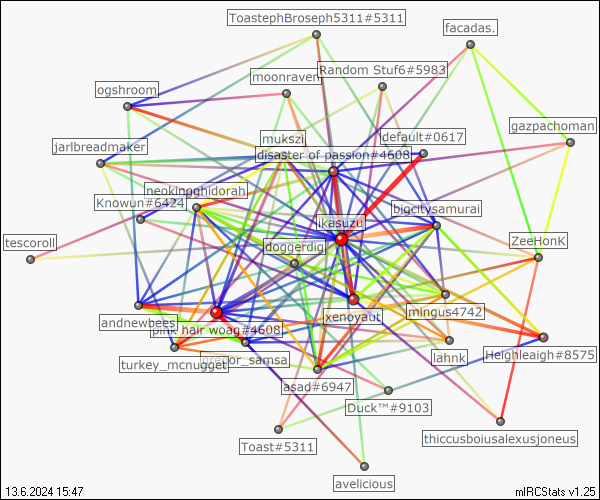 ToastephBroseph5311#5311
facadas.
moonraven
Random Stuf6#5983
ogshroom
gazpachoman
mukszi
!default#0617
jarlbreadmaker
disaster of passion#4608
neokingghidorah
Knowun#6424
bigcitysamurai
ikasuzu
tescoroll
doggerdig
ZeeHonK
andnewbees
xenoyaut
mingus4742
pink hair woag#4608
turkey_mcnugget
gregor_samsa
lahnk
Heighleaigh#8575
asad#6947
Duck™#9103
Toast#5311
thiccusboiusalexusjoneus
avelicious
13.6.2024 15:47
mIRCStats v1.25